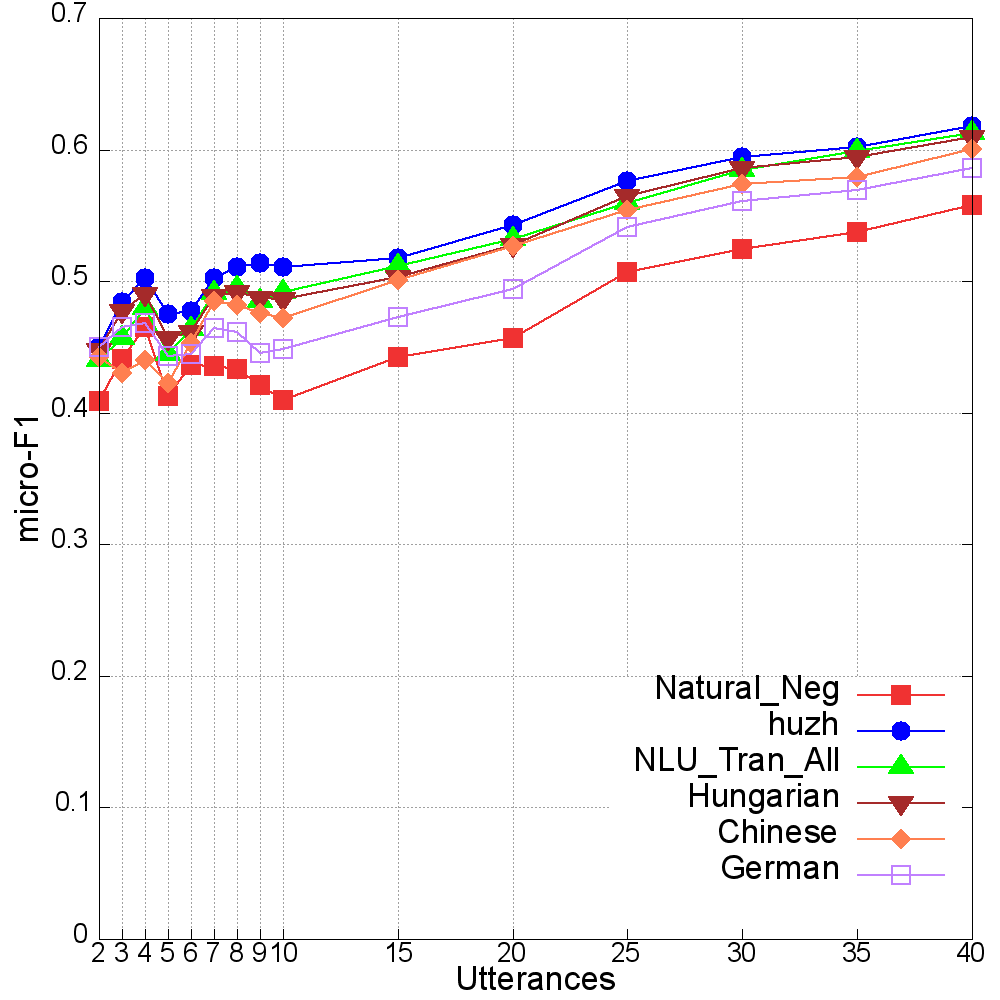 0.7
0.6
0.5
0.4
0.3
0.2
0.1
0
micro-F1
Natural_Neg
huzh
NLU_Tran_All
Hungarian
Chinese
German
2 3 4 5 6 7 8 9 10 15 20 25 30 35 40
Utterances